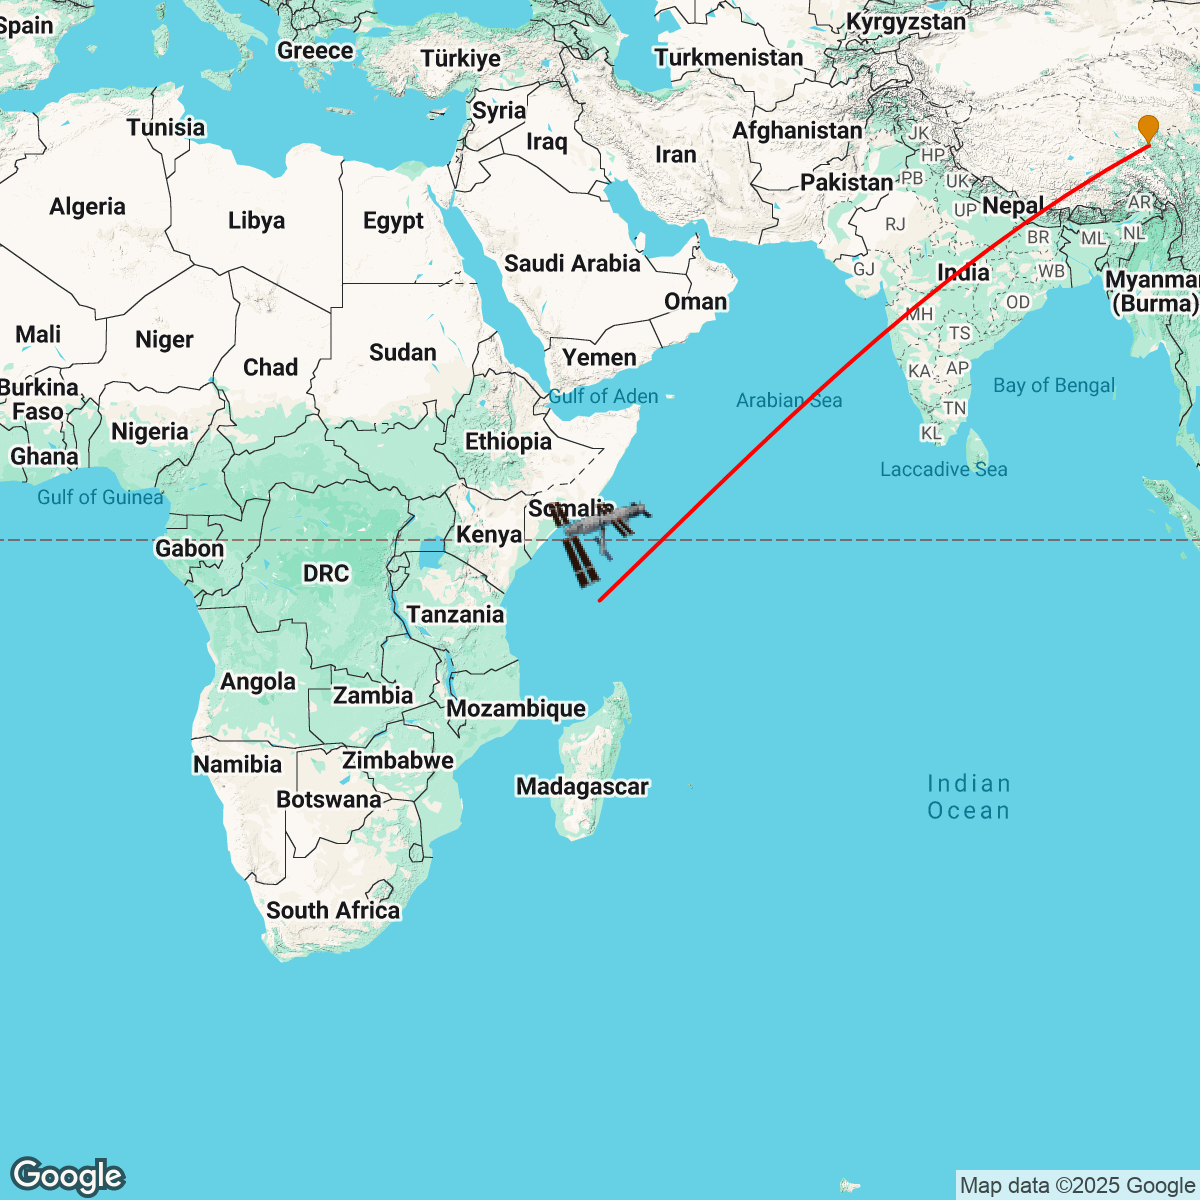 Spain
Greece
Türkiye
Turkmenistan
Kyrgyzstan
Syria
Tunisia
Iraq
Iran
Afghanistan
JK
HP
Pakistan
PB
UK
Algeria
Libya
Egypt
Nepal
UP
AR
RJ
BR
ML
NL
Saudi Arabia
GJ
India
WB
Myanmar
(Burma)
Oman
OD
MH
Mali
Niger
TS
Sudan
Yemen
Chad
KA
AP
Burkina
Faso
Gulf of Aden
Arabian Sea
Bay of Bengal
TN
Nigeria
KL
Ethiopia
Ghana
Laccadive Sea
Gulf of Guinea
Somalia
Kenya
Gabon
DRC
Tanzania
Angola
Zambia
Mozambique
Namibia
Zimbabwe
Madagascar
Botswana
Indian
Ocean
South Africa
Google
Map data ©2025 Google